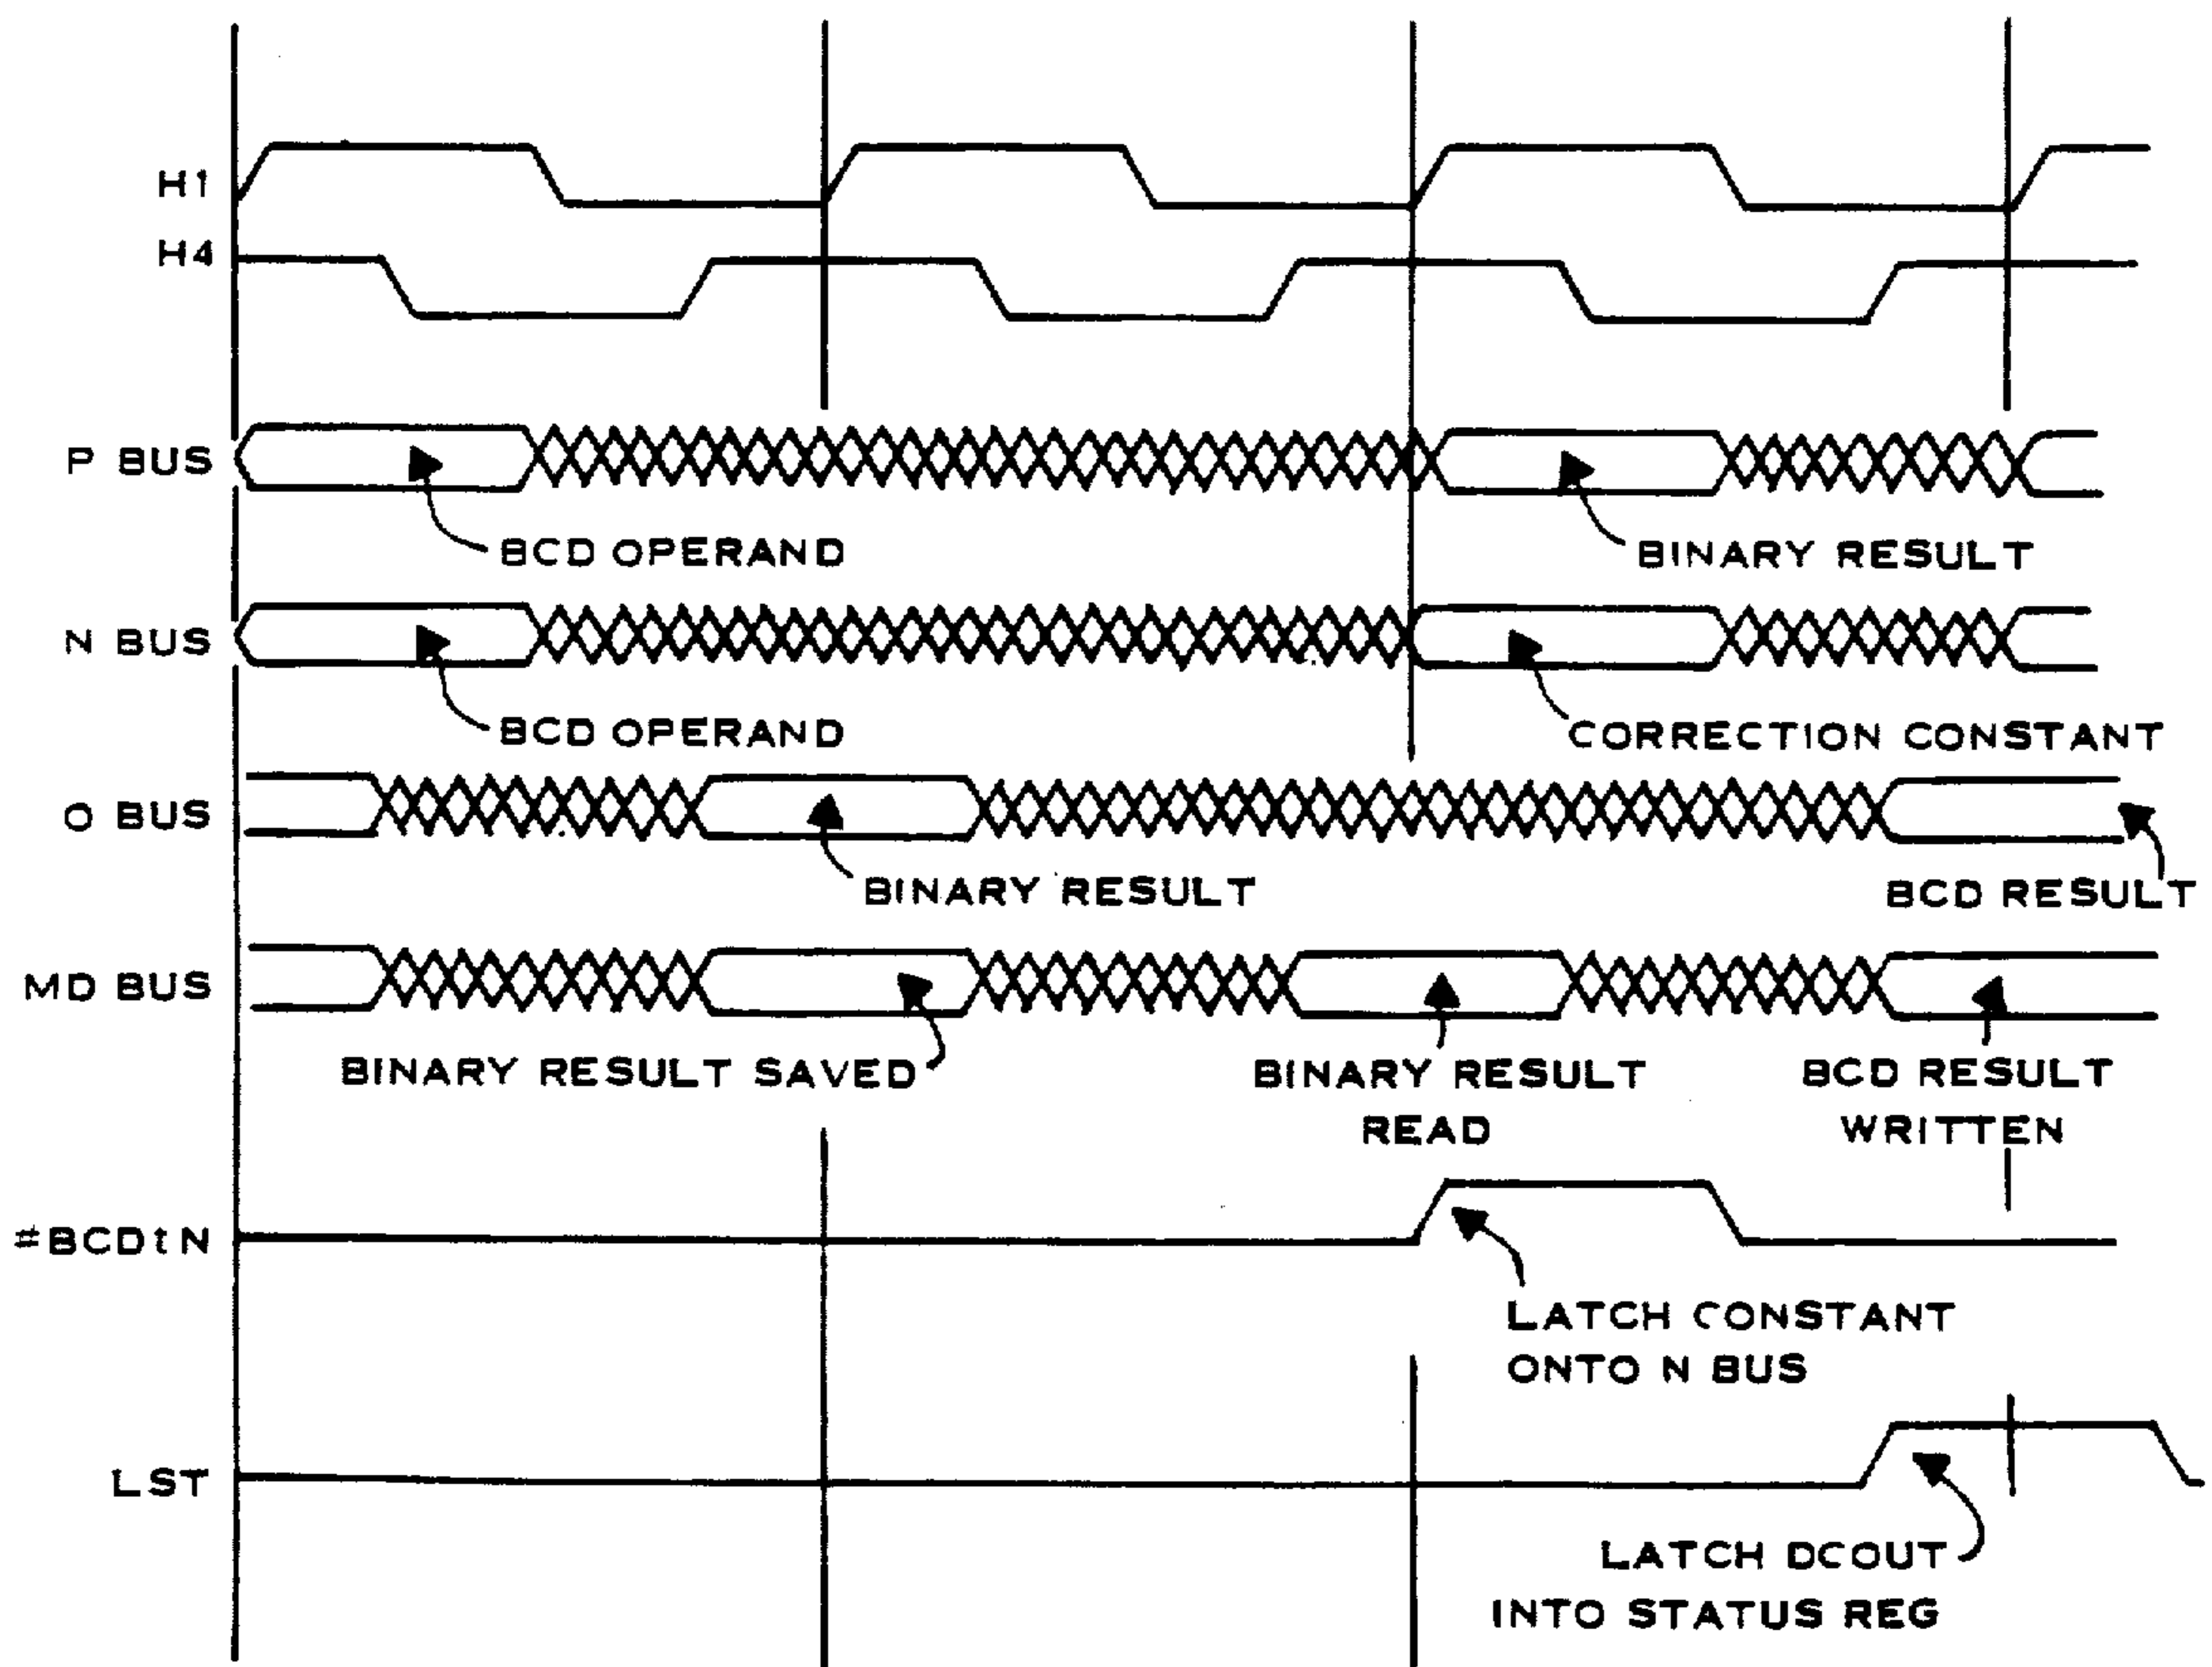 H1
H4
P BUS
BCD OPERAND
BINARY RESULT
N BUS
BCD OPERAND
CORRECTION CONSTANT
O BUS
BINARY RESULT
BCD RESULT
MD BUS
BINARY RESULT SAVED
BINARY RESULT
READ
BCD RESULT
WRITTEN
#BCDtN
LATCH CONSTANT
ONTO N BUS
LST
LATCH DCOUT
INTO STATUS REG